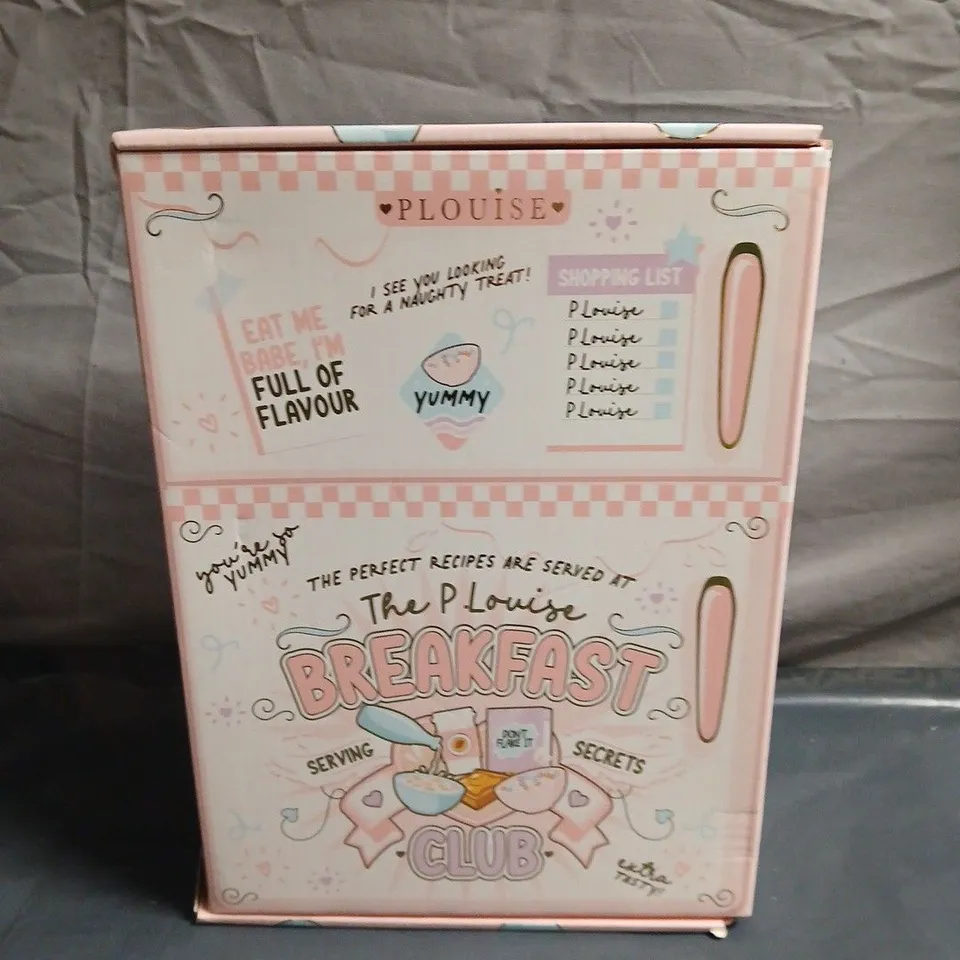 PLOUISE
I SEE YOU LOOKING
FOR A NAUGHTY TREAT!
EAT ME
BABE, I'M
FULL OF
FLAVOUR
YUMMY
SHOPPING LIST
P.Louise
P.Louise
P.Louise
P.Louise
P.Louise
you're so
YUMMY
THE PERFECT RECIPES ARE SERVED AT
The P.Louise
BREAKFAST
DON'T
FLAKE IT
SERVING
SECRETS
CLUB
extra
TASTY!